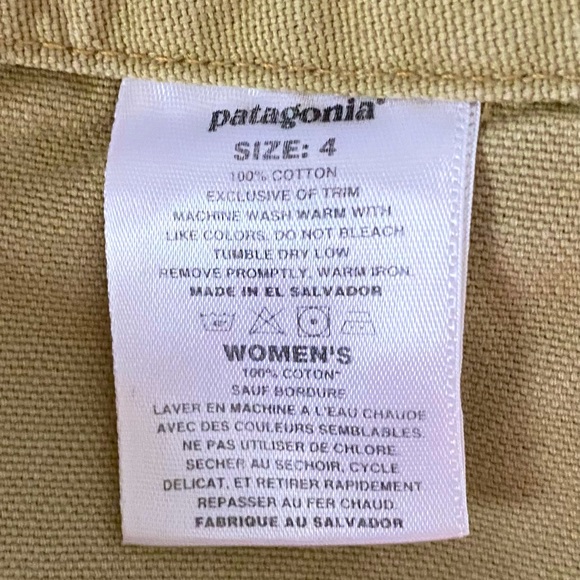 patagonia®
SIZE: 4
100% COTTON
EXCLUSIVE OF TRIM
MACHINE WASH WARM WITH
LIKE COLORS. DO NOT BLEACH
TUMBLE DRY LOW
REMOVE PROMPTLY, WARM IRON.
MADE IN EL SALVADOR
WOMEN'S
100% COTON
SAUF BORDURE
LAVER EN MACHINE A L'EAU CHAUDE
AVEC DES COULEURS SEMBLABLES.
NE PAS UTILISER DE CHLORE
SECHER AU SECHOIR, CYCLE
DELICAT, ET RETIRER RAPIDEMENT
REPASSER AU FER CHAUD.
FABRIQUE AU SALVADOR